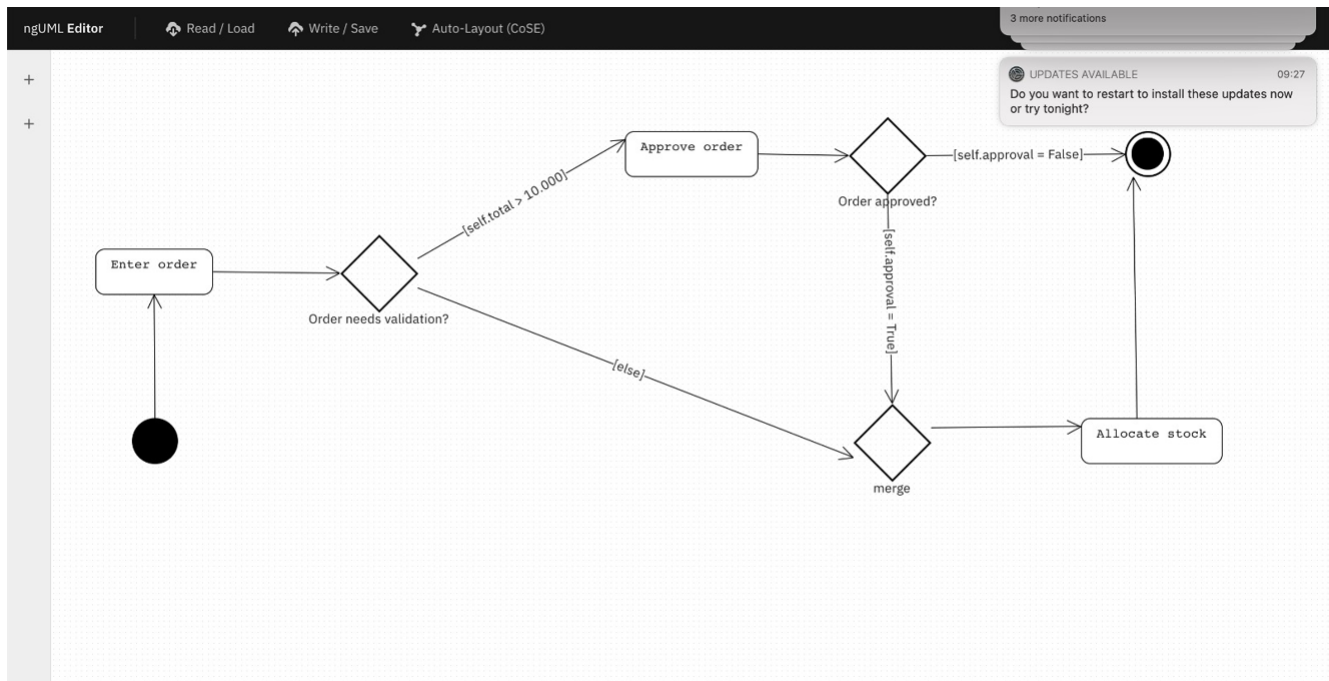 ngUML Editor
Read / Load
Write / Save
Auto-Layout (CoSE)
3 more notifications
UPDATES AVAILABLE
09:27
Do you want to restart to install these updates now
or try tonight?
Approve order
[self.approval = False]
[self.total > 10.000]
Order approved?
Enter order
[self.approval = True]
Order needs validation?
[else]
Allocate stock
merge